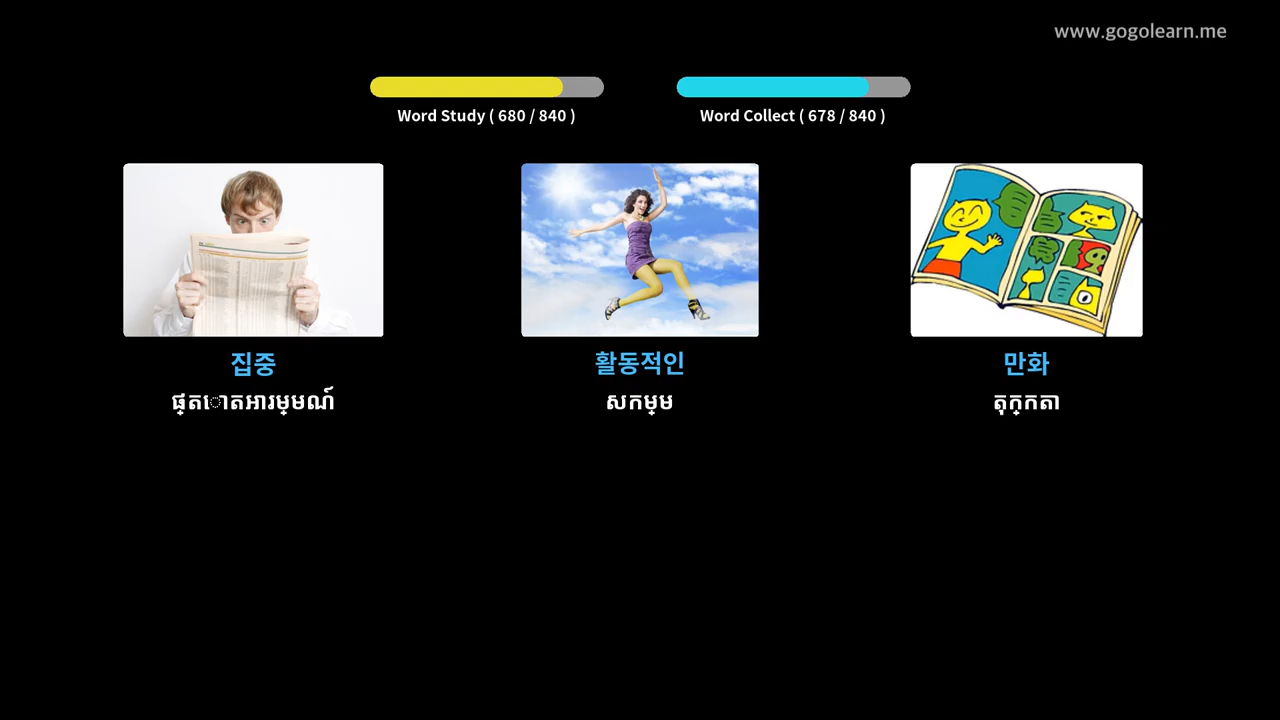 www.gogolearn.me
Word Study ( 680 / 840 )
Word Collect ( 678 / 840 )
집중
활동적인
만화
ផ្តោតអារម្មណ៍
សកម្ម
តុក្កតា